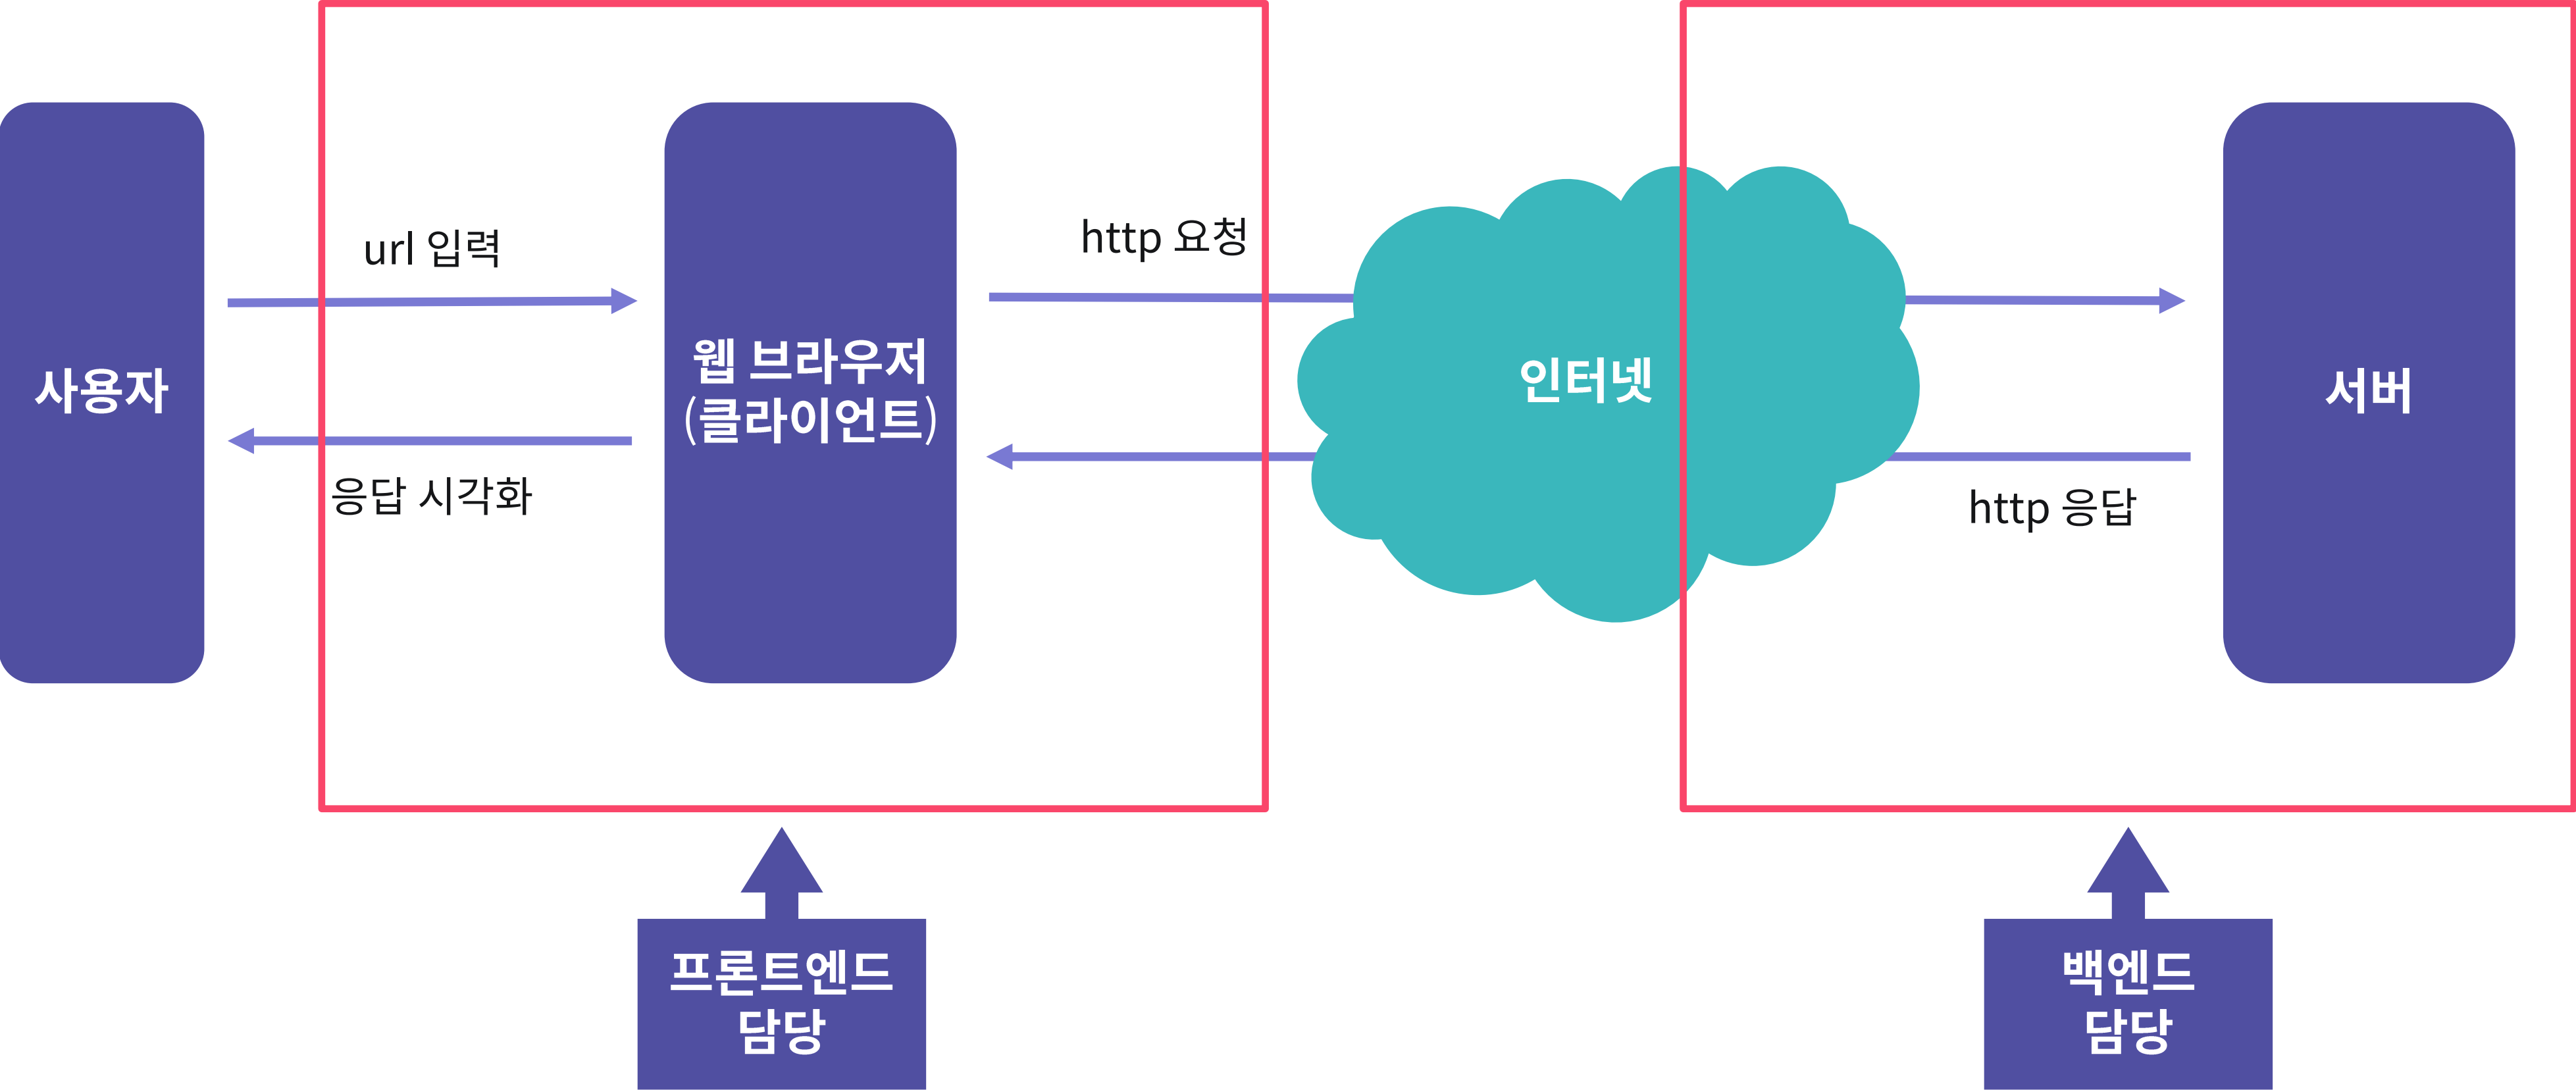 url 입력
http 요청
사용자
웹 브라우저
(클라이언트)
인터넷
서버
응답 시각화
http 응답
프론트엔드
담당
백엔드
담당